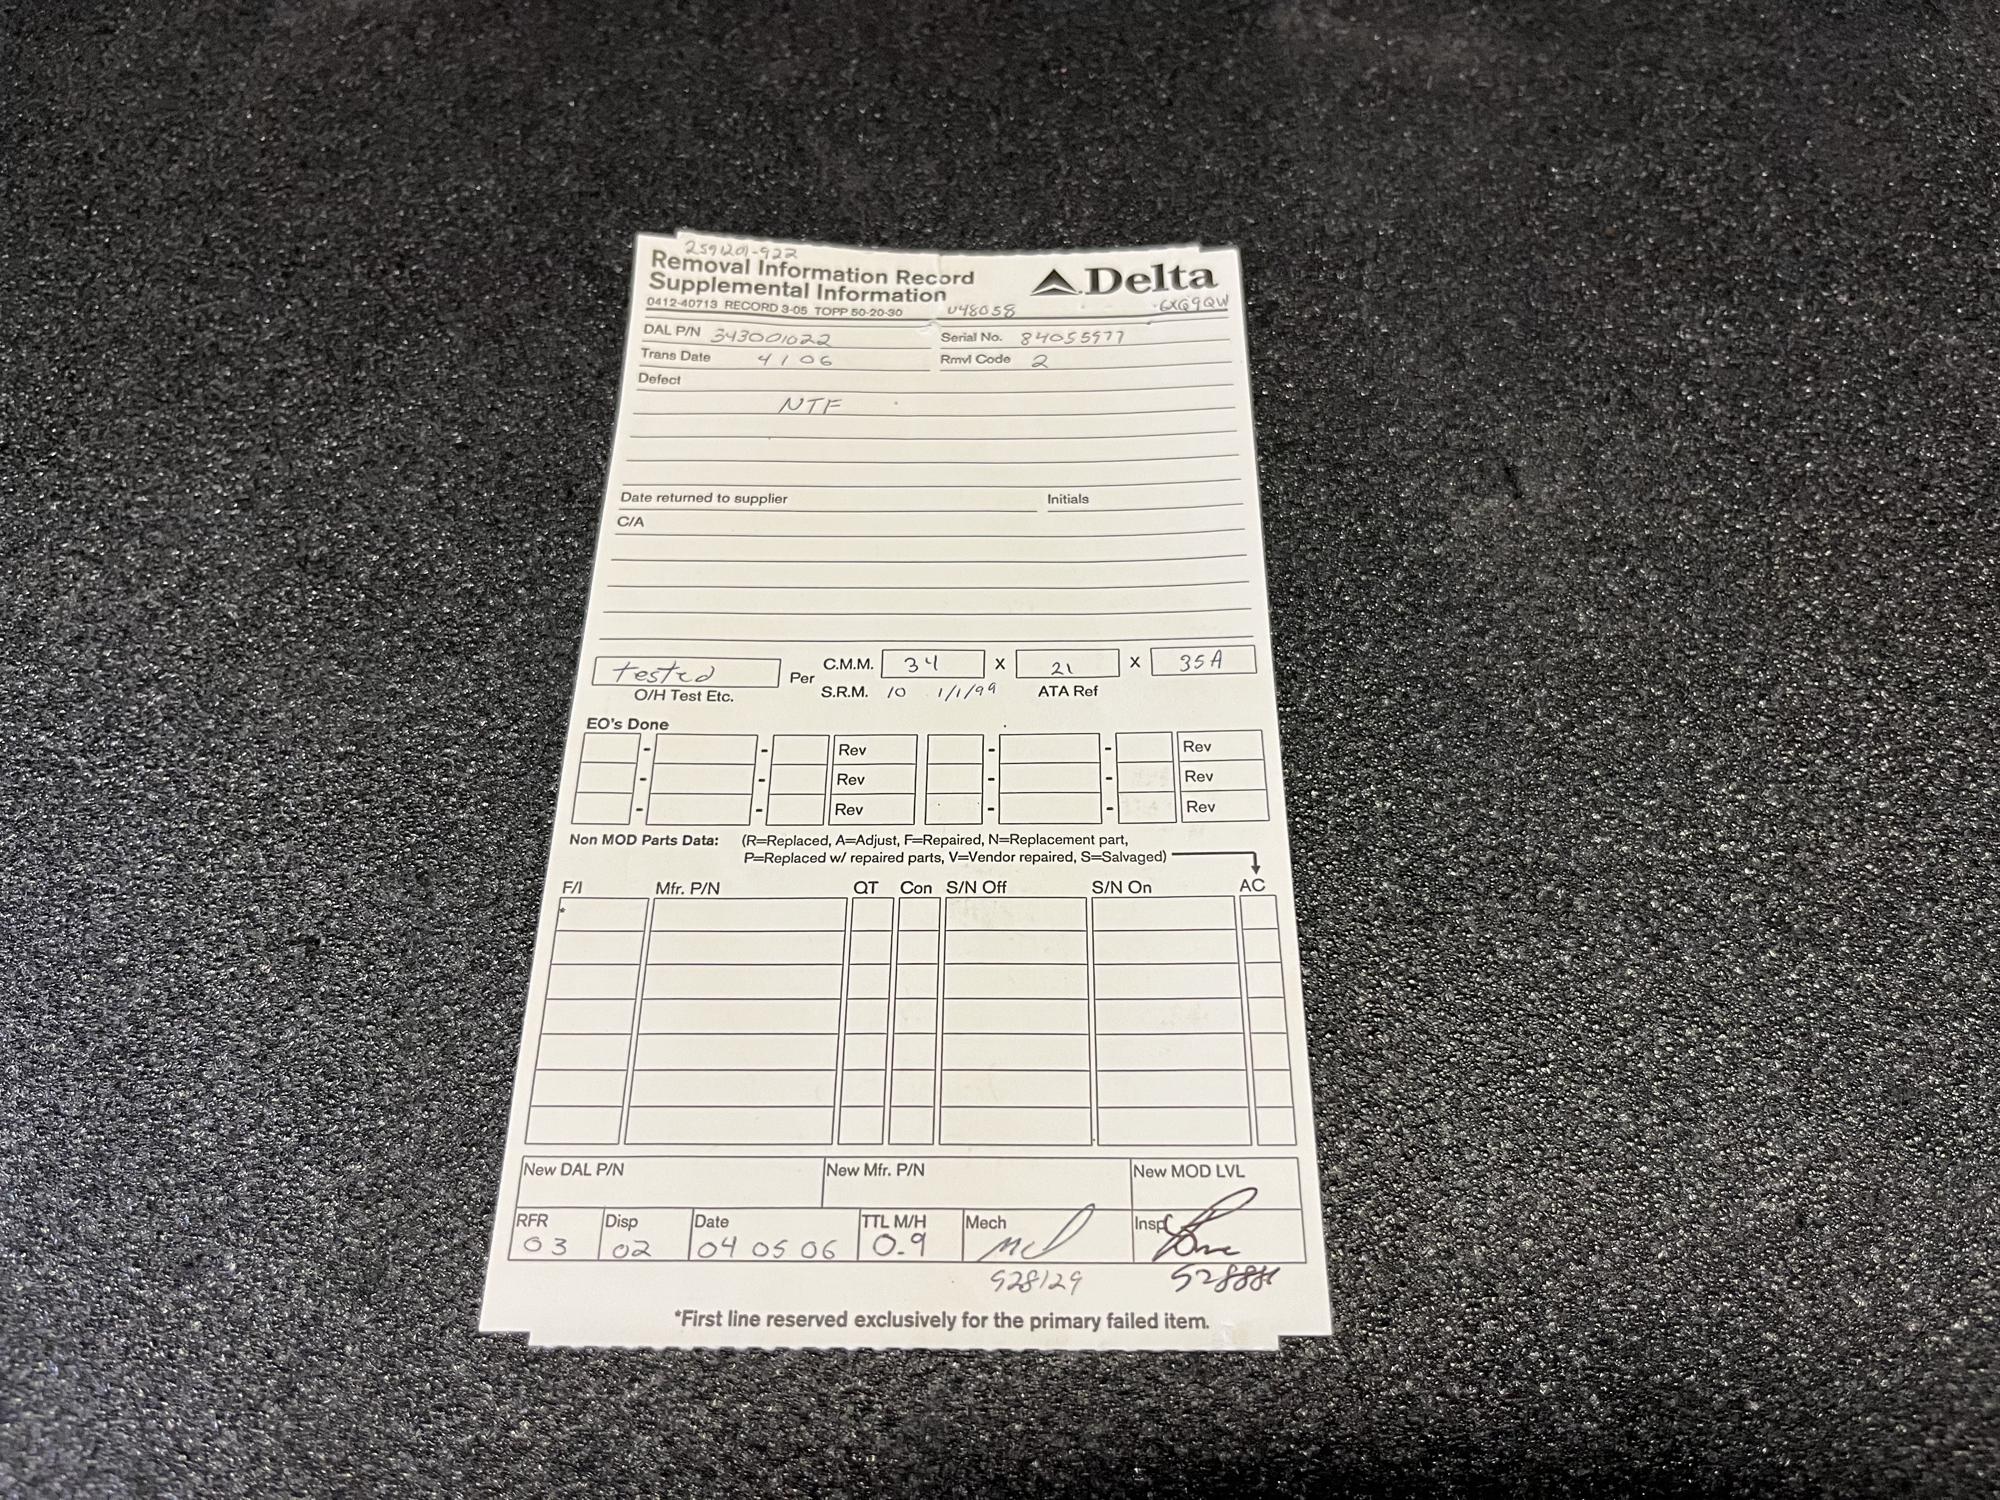 2591201-922
Removal Information Record
Supplemental Information
Delta
0412-40713 RECORD 3-05 TOPP 50-20-30 U48058 6XG9QW
DAL P/N 343001022 Serial No. 84055977
Trans Date 4 1 06 Rmvl Code 2
Defect
NTF
Date returned to supplier Initials
C/A
tested Per C.M.M. 34 X 21 X 35A
O/H Test Etc. S.R.M. 10 1/1/99 ATA Ref
EO's Done
- - Rev - - Rev
- - Rev - - Rev
- - Rev - - Rev
Non MOD Parts Data: (R=Replaced, A=Adjust, F=Repaired, N=Replacement part,
P=Replaced w/ repaired parts, V=Vendor repaired, S=Salvaged)
F/I Mfr. P/N QT Con S/N Off S/N On AC
*
New DAL P/N New Mfr. P/N New MOD LVL
RFR Disp Date TTL M/H Mech Insp
03 02 04 05 06 0.9
928129
*First line reserved exclusively for the primary failed item.